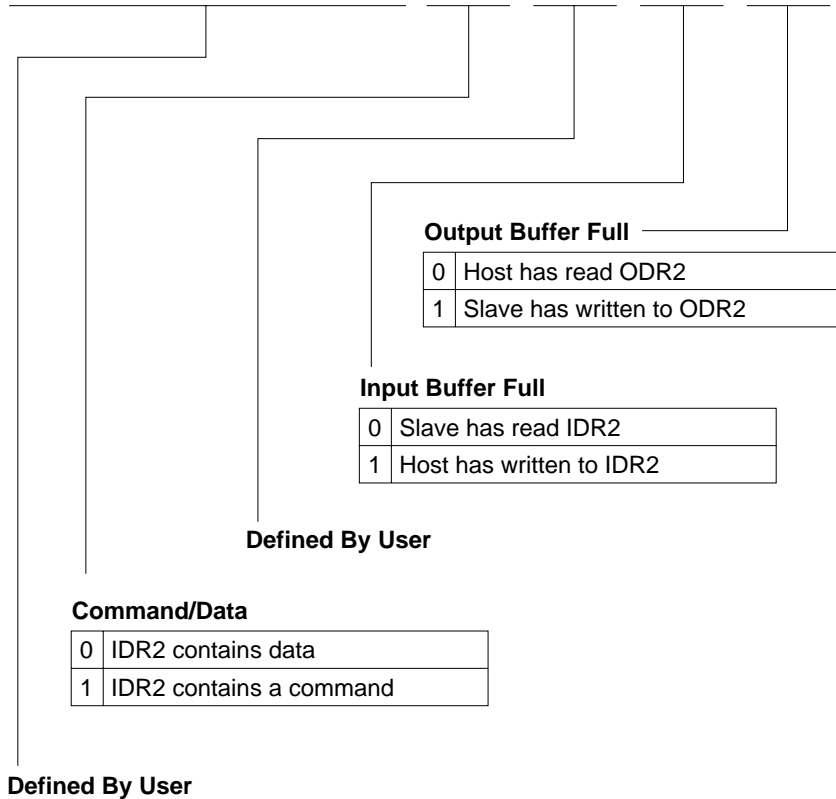 Output Buffer Full
0 Host has read ODR2
1 Slave has written to ODR2
Input Buffer Full
0 Slave has read IDR2
1 Host has written to IDR2
Defined By User
Command/Data
0 IDR2 contains data
1 IDR2 contains a command
Defined By User